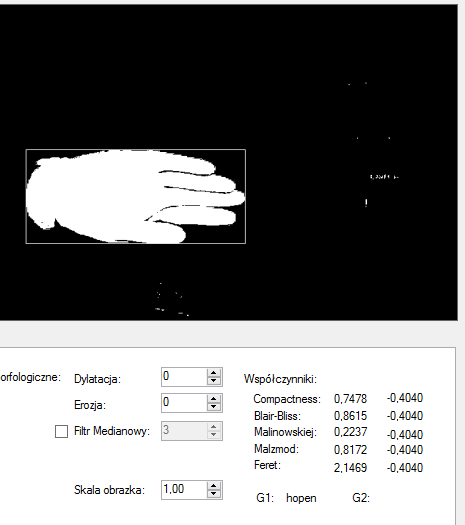 orfologiczne: Dylatacja: 0 Współczynniki:
Compactness: 0,7478 -0,4040
Erozja: 0 Blair-Bliss: 0,8615 -0,4040
Filtr Medianowy: 3 Malinowskiej: 0,2237 -0,4040
Malzmod: 0,8172 -0,4040
Feret: 2,1469 -0,4040
Skala obrazka: 1,00 G1: hopen G2: